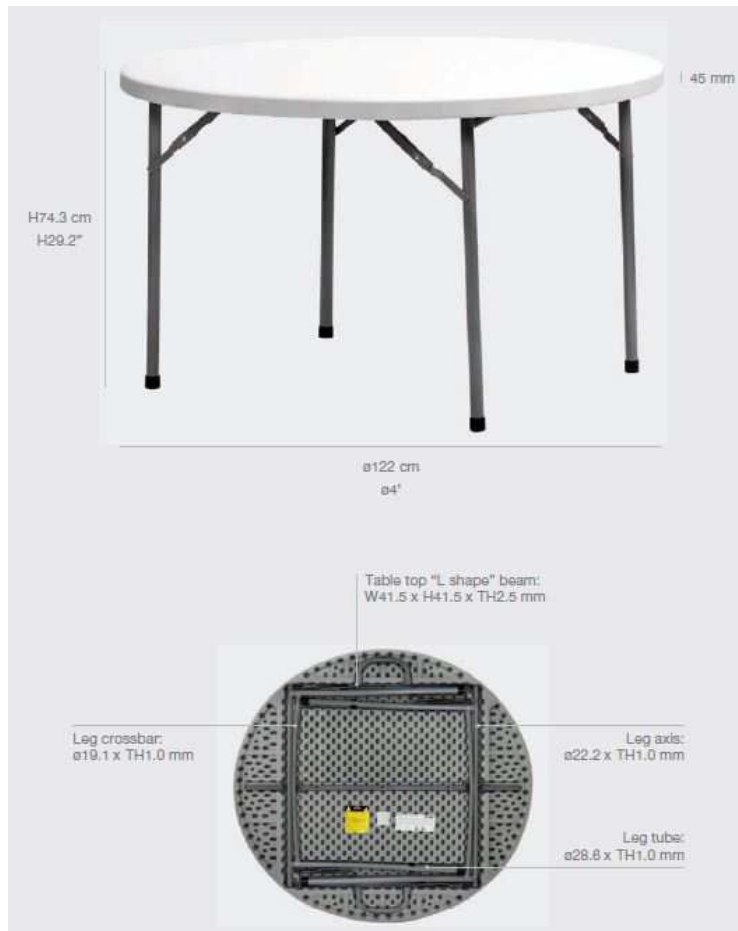 45 mm
H74.3 cm
H29.2"
ø122 cm
ø4'
Table top "L shape" beam:
W41.5 x H41.5 x TH2.5 mm
Leg crossbar:
ø19.1 x TH1.0 mm
Leg axis:
ø22.2 x TH1.0 mm
Leg tube:
ø28.6 x TH1.0 mm